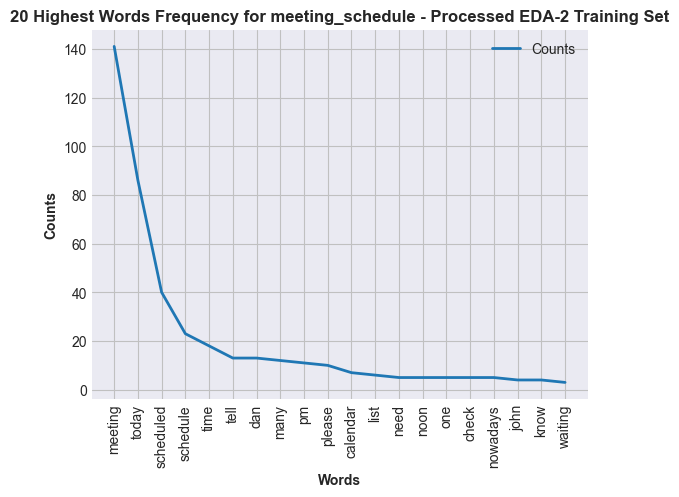 20 Highest Words Frequency for meeting_schedule - Processed EDA-2 Training Set
Counts
140
120
100
80
60
40
20
0
Counts
meeting
today
scheduled
schedule
time
tell
dan
many
pm
please
calendar
list
need
noon
one
check
nowadays
john
know
waiting
Words